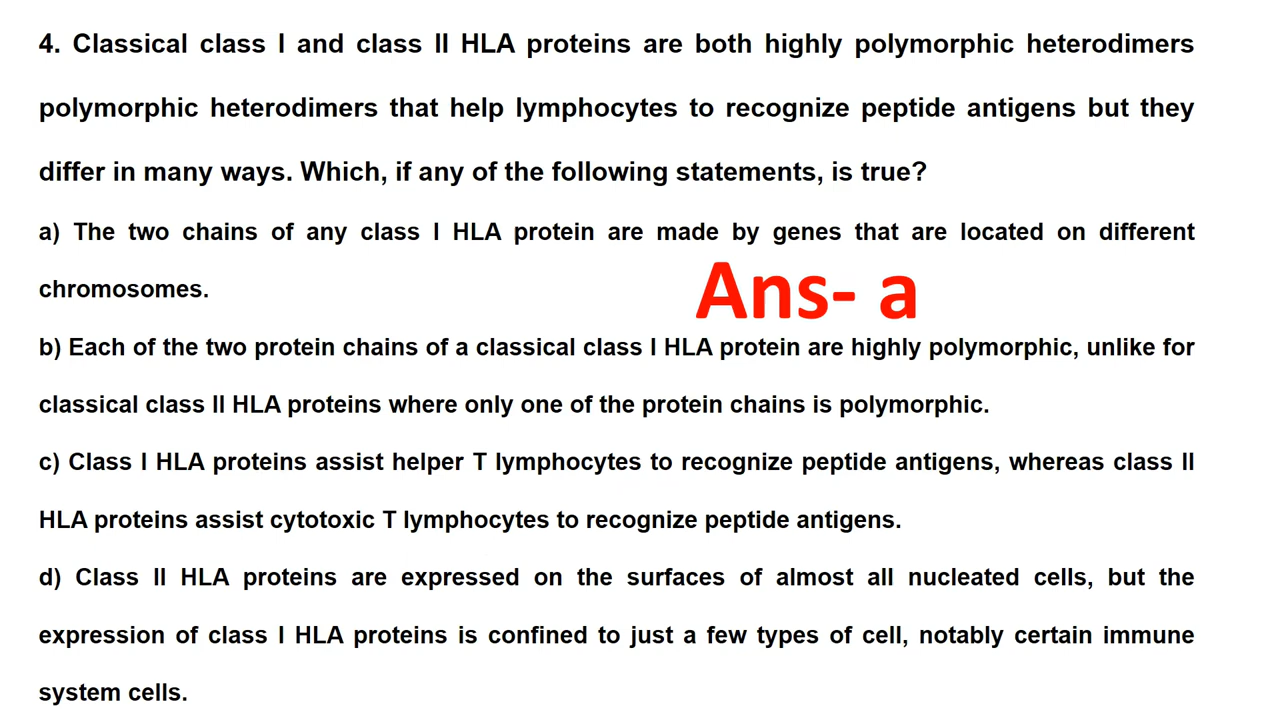 4. Classical class I and class II HLA proteins are both highly polymorphic heterodimers
polymorphic heterodimers that help lymphocytes to recognize peptide antigens but they
differ in many ways. Which, if any of the following statements, is true?
a) The two chains of any class I HLA protein are made by genes that are located on different
chromosomes.
Ans- a
b) Each of the two protein chains of a classical class I HLA protein are highly polymorphic, unlike for
classical class II HLA proteins where only one of the protein chains is polymorphic.
c) Class I HLA proteins assist helper T lymphocytes to recognize peptide antigens, whereas class II
HLA proteins assist cytotoxic T lymphocytes to recognize peptide antigens.
d) Class II HLA proteins are expressed on the surfaces of almost all nucleated cells, but the
expression of class I HLA proteins is confined to just a few types of cell, notably certain immune
system cells.